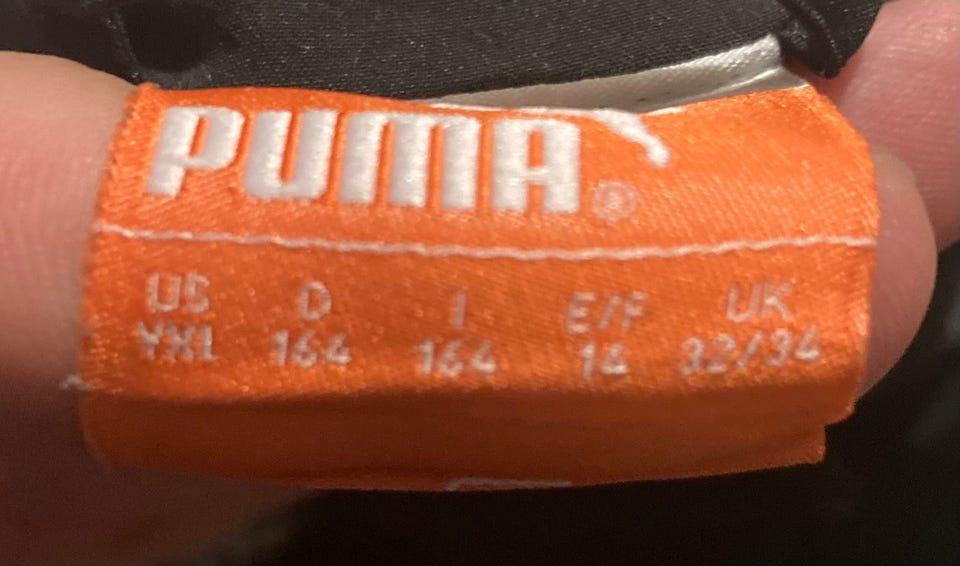 PUMA®
US D I E/F UK
YXL 164 164 14 32/34